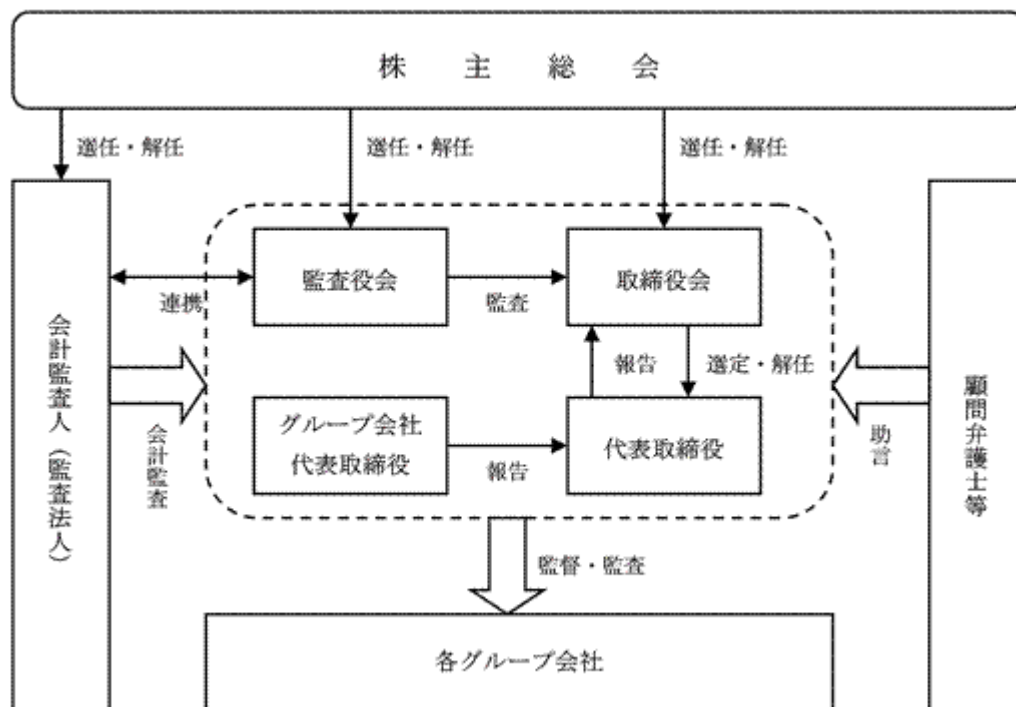 株主総会
選任・解任
選任・解任
選任・解任
監査役会
取締役会
連携
監査
報告
選定・解任
グループ会社
代表取締役
報告
代表取締役
会計監査人（監査法人）
会計監査
助言
顧問弁護士等
監督・監査
各グループ会社